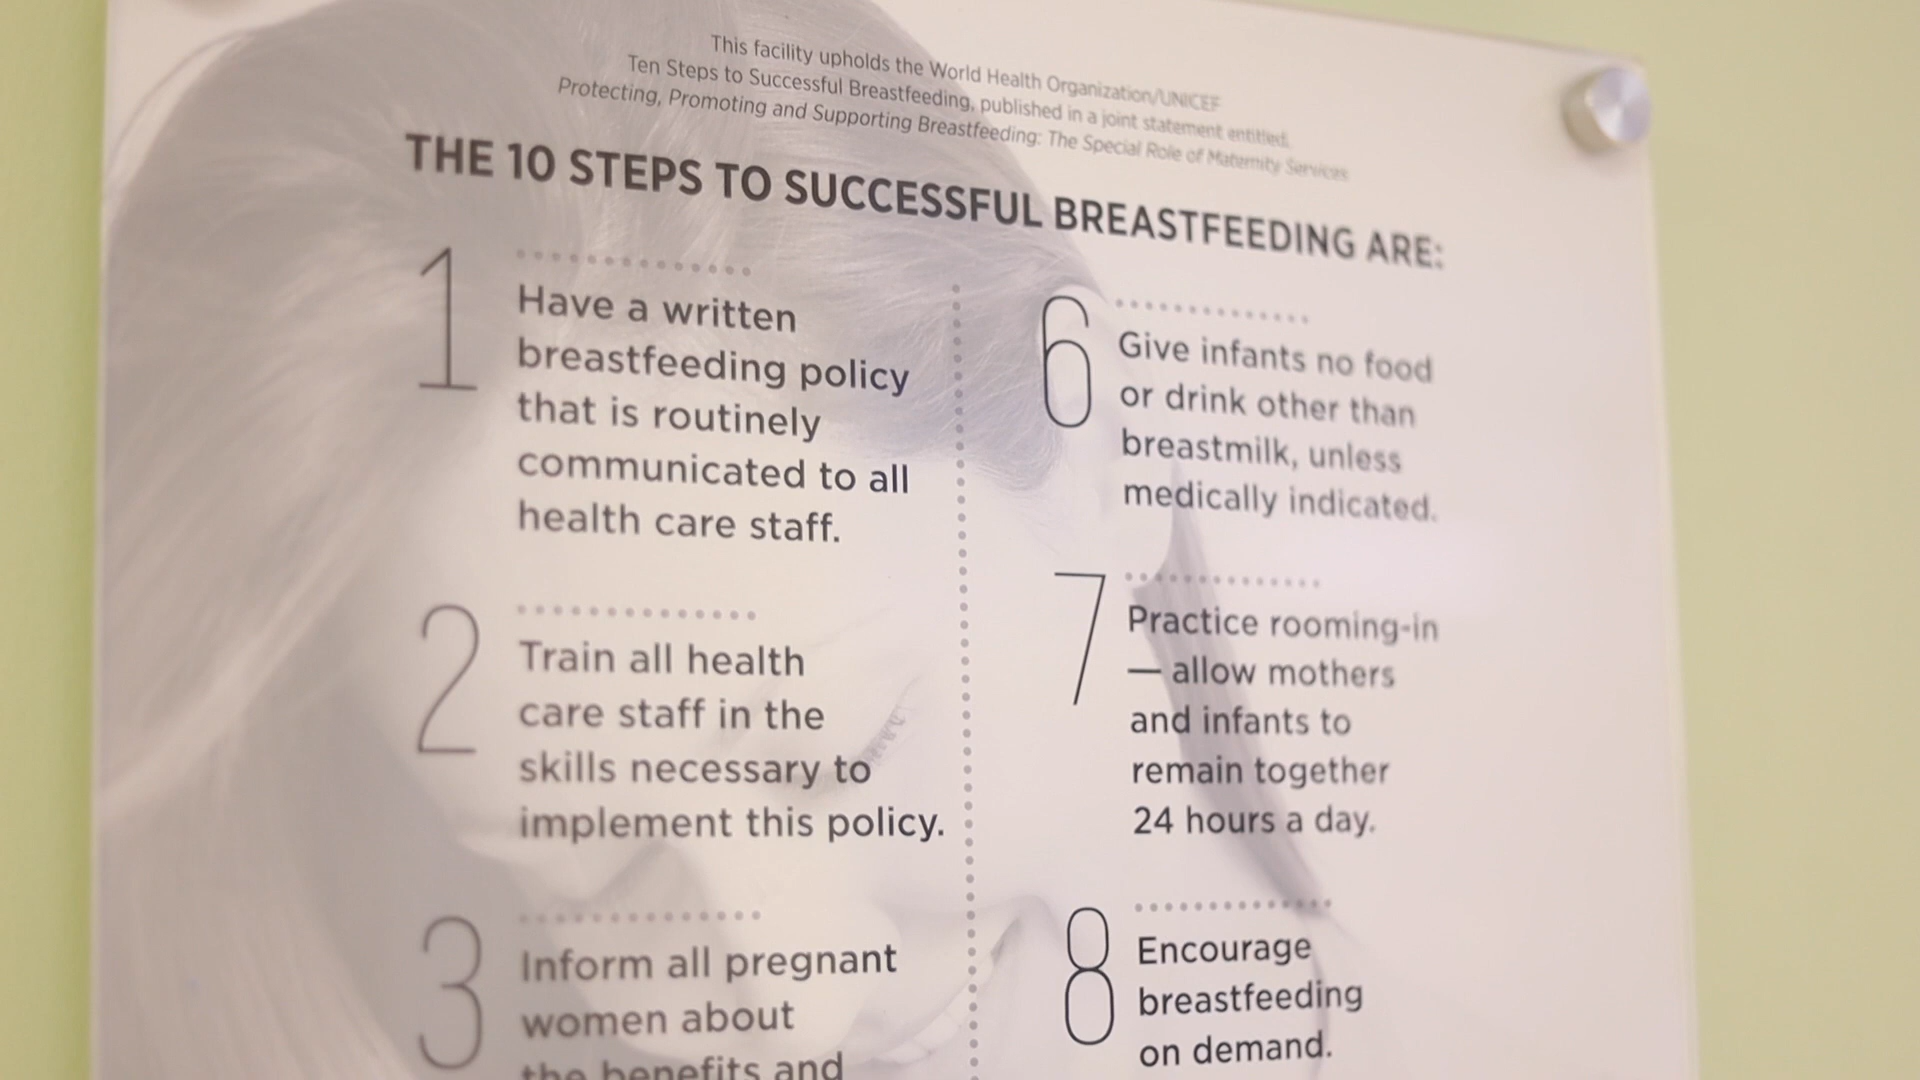 This facility upholds the World Health Organization/UNICEF
Ten Steps to Successful Breastfeeding, published in a joint statement entitled,
Protecting, Promoting and Supporting Breastfeeding: The Special Role of Maternity Services
THE 10 STEPS TO SUCCESSFUL BREASTFEEDING ARE:
1
Have a written
breastfeeding policy
that is routinely
communicated to all
health care staff.
2
Train all health
care staff in the
skills necessary to
implement this policy.
3
Inform all pregnant
women about
the benefits and
6
Give infants no food
or drink other than
breastmilk, unless
medically indicated.
7
Practice rooming-in
— allow mothers
and infants to
remain together
24 hours a day.
8
Encourage
breastfeeding
on demand.